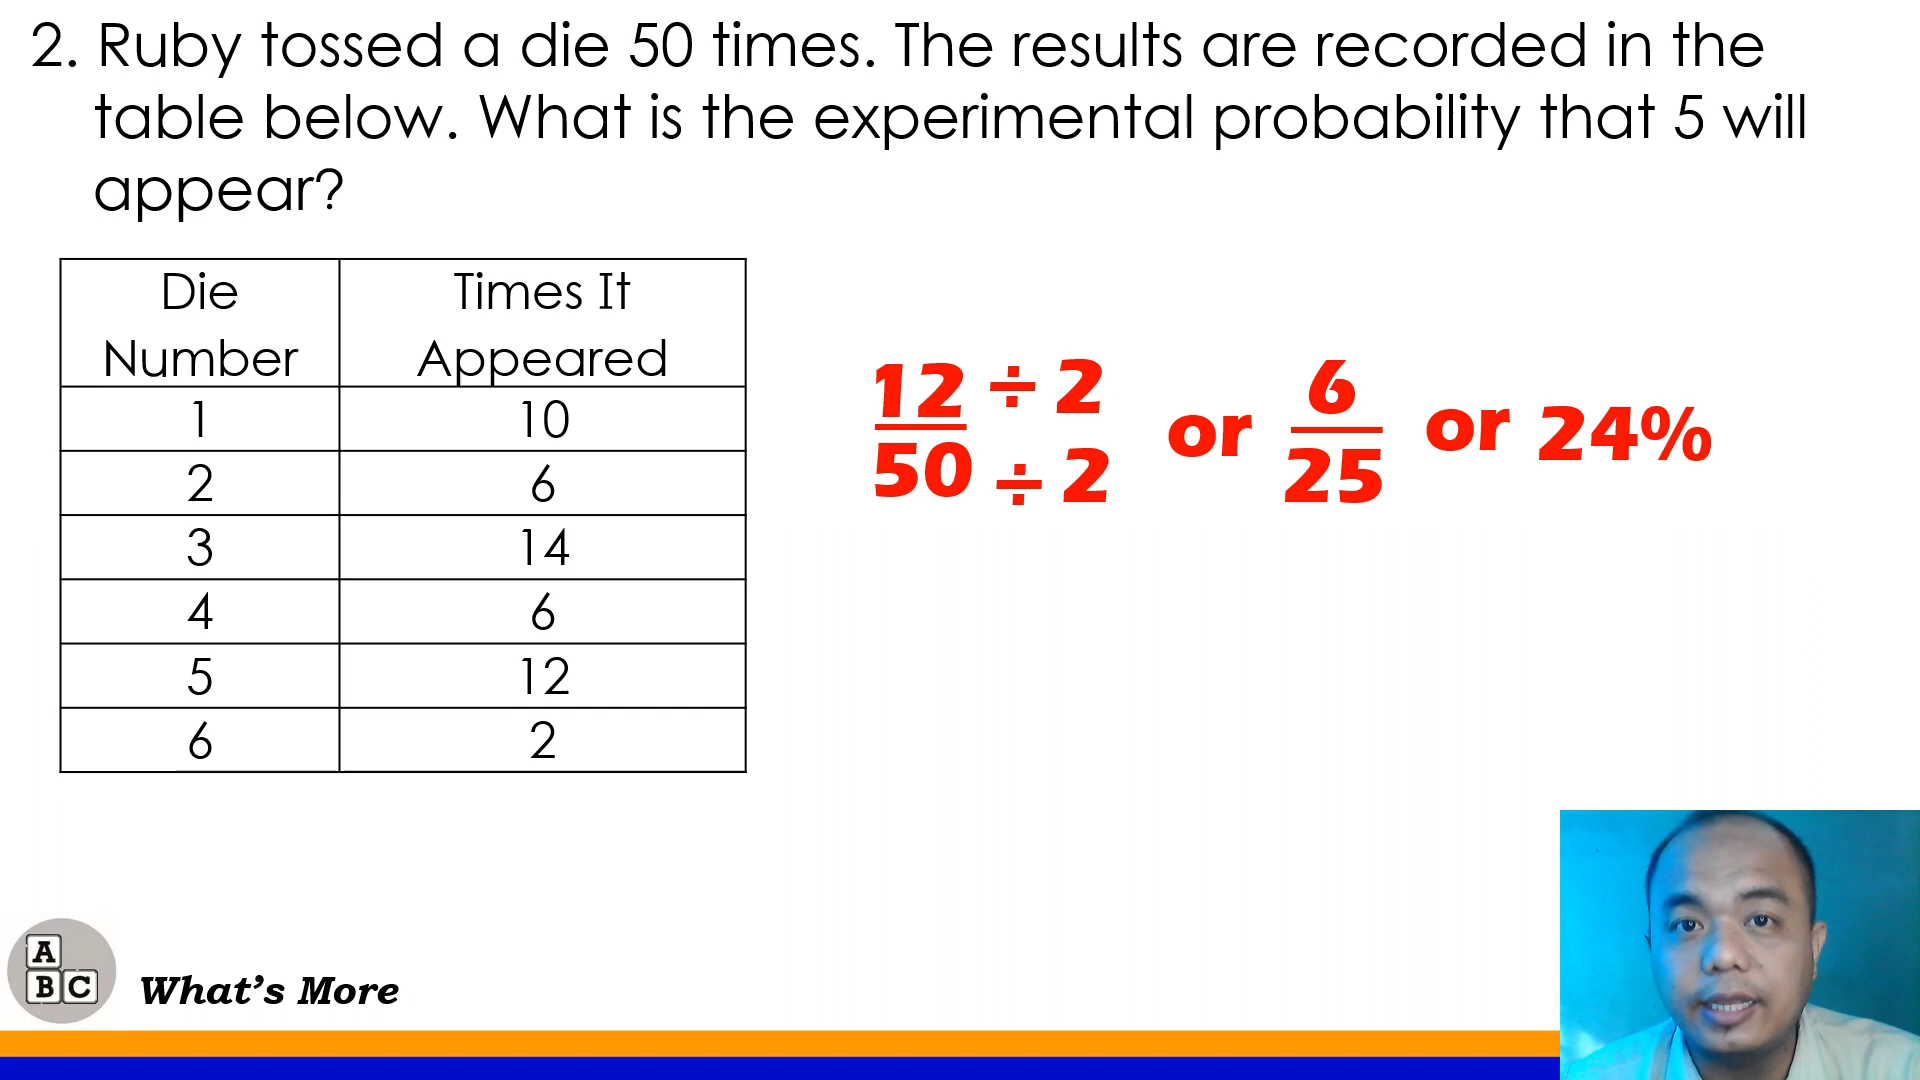 2. Ruby tossed a die 50 times. The results are recorded in the
table below. What is the experimental probability that 5 will
appear?
Die Number Times It Appeared
1 10
2 6
3 14
4 6
5 12
6 2
12 ÷ 2
50 ÷ 2
or
6
25
or 24%
A
B C
What's More